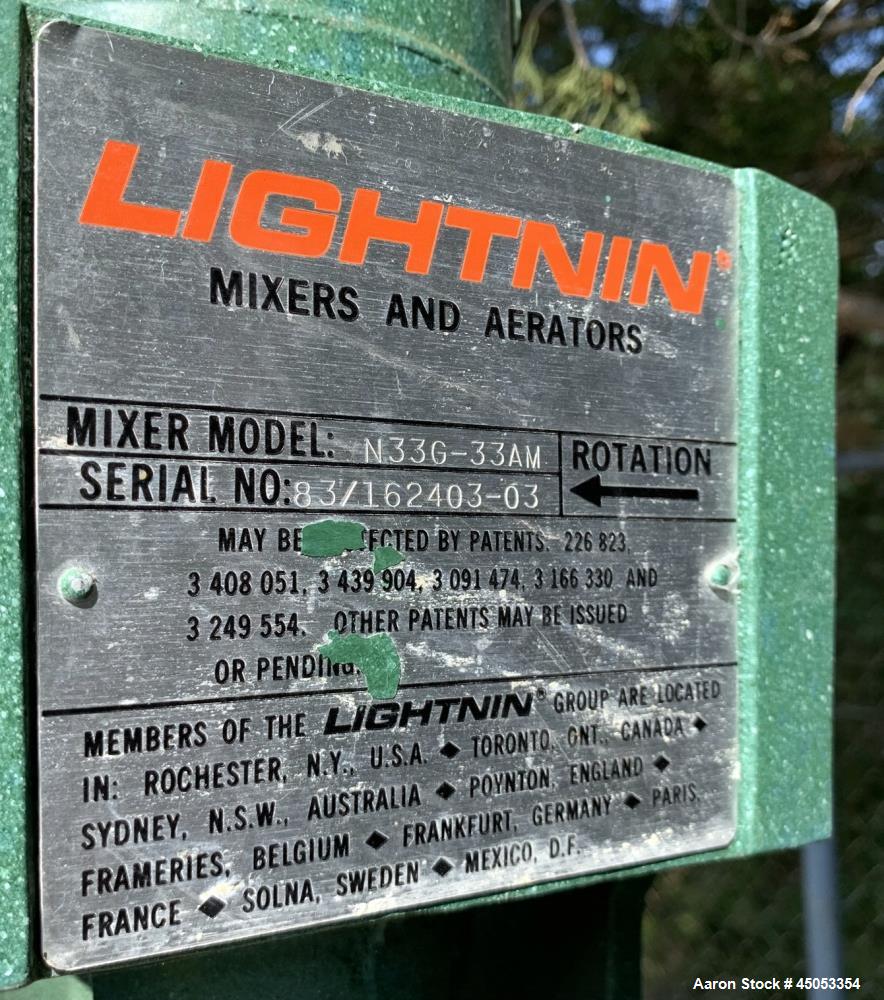 LIGHTNIN®
MIXERS AND AERATORS
MIXER MODEL: N33G-33AM
ROTATION
SERIAL NO: 83/162403-03
MAY BE BY PATENTS. 226 823,
3 408 051, 3 439 904, 3 091 474, 3 166 330 AND
3 249 554. OTHER PATENTS MAY BE ISSUED
OR PENDING.
MEMBERS OF THE LIGHTNIN® GROUP ARE LOCATED
IN: ROCHESTER, N.Y., U.S.A. ◆ TORONTO, ONT., CANADA ◆
SYDNEY, N.S.W., AUSTRALIA ◆ POYNTON, ENGLAND ◆
FRAMERIES, BELGIUM ◆ FRANKFURT, GERMANY ◆ PARIS,
FRANCE ◆ SOLNA, SWEDEN ◆ MEXICO, D.F.
Aaron Stock # 45053354